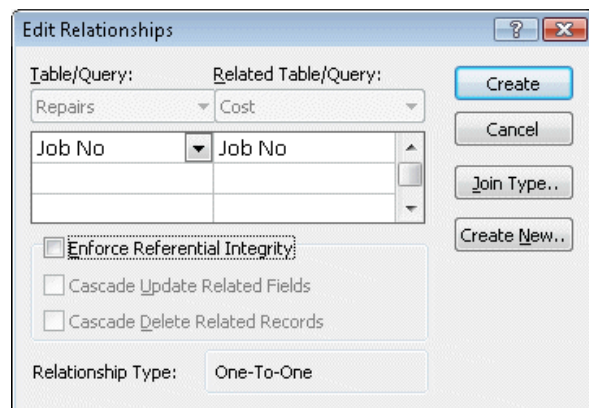 Edit Relationships
Table/Query: Related Table/Query:
Create
Repairs Cost
Cancel
Job No Job No
Join Type..
Create New..
Enforce Referential Integrity
Cascade Update Related Fields
Cascade Delete Related Records
Relationship Type: One-To-One